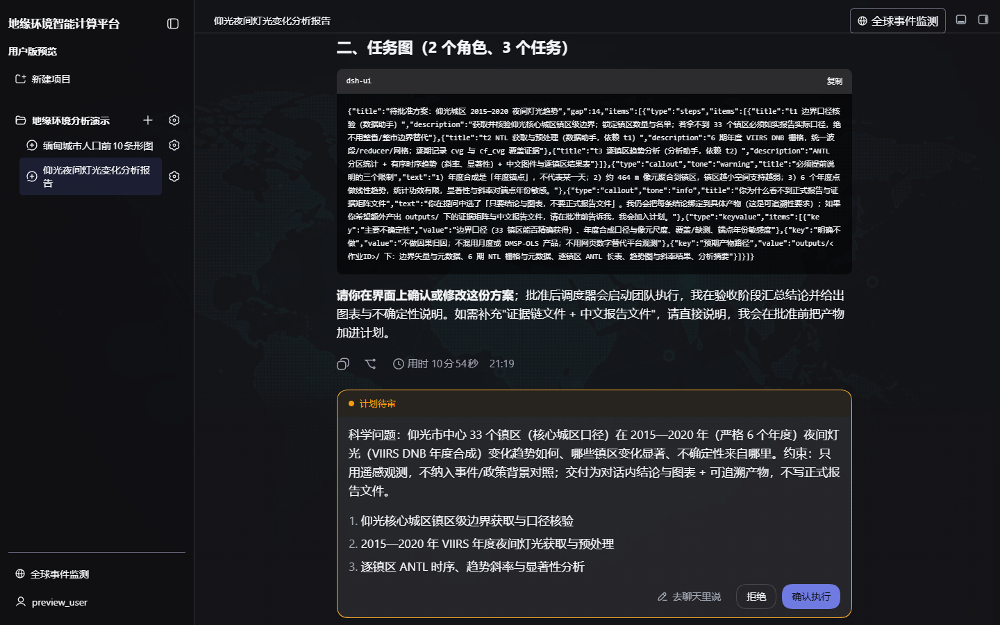 地缘环境智能计算平台
用户版预览
新建项目
地缘环境分析演示
缅甸城市人口前10条形图
仰光夜间灯光变化分析报
告
全球事件监测
preview_user
仰光夜间灯光变化分析报告
全球事件监测
二、任务图（2 个角色、3 个任务）
dsh-ui
复制
{"title":"待批准方案：仰光城区 2015—2020 夜间灯光趋势","gap":14,"items":[{"type":"steps","items":[{"title":"t1 边界口径核
验（数据助手）","description":"获取并核验仰光核心城区镇区级边界；锁定镇区数量与名单；若拿不到 33 个镇区必须如实报告实际口径，绝
不用整省/整市边界替代"},{"title":"t2 NTL 获取与预处理（数据助手，依赖 t1）","description":"6 期年度 VIIRS DNB 栅格，统一波
段/reducer/网格；逐期记录 cvg 与 cf_cvg 覆盖证据"},{"title":"t3 逐镇区趋势分析（分析助手，依赖 t2）","description":"ANTL
分区统计 + 有序时序趋势（斜率、显著性）+ 中文图件与逐镇区结果表"}]},{"type":"callout","tone":"warning","title":"必须提前说
明的三个限制","text":"1）年度合成是「年度锚点」，不代表某一天；2）约 464 m 像元聚合到镇区，镇区越小空间支持越弱；3）6 个年度点
做线性趋势，统计功效有限，显著性与斜率对端点年份敏感。"},{"type":"callout","tone":"info","title":"你为什么看不到正式报告与证
据矩阵文件","text":"你在提问中选了「只要结论与图表，不要正式报告文件」。我仍会把每条结论绑定到具体产物（这是可追溯性要求）；如果
你希望额外产出 outputs/ 下的证据矩阵与中文报告文件，请在批准前告诉我，我会加入计划。"},{"type":"keyvalue","items":[{"ke
y":"主要不确定性","value":"边界口径（33 镇区能否精确获得）、年度合成口径与像元尺度、覆盖/缺测、端点年份敏感度"},{"key":"明确不
做","value":"不做因果归因；不混用月度或 DMSP-OLS 产品；不用网页数字替代平台观测"},{"key":"预期产物路径","value":"outputs/<
作业ID>/ 下：边界矢量与元数据、6 期 NTL 栅格与元数据、逐镇区 ANTL 长表、趋势图与斜率结果、分析摘要"}]}]}
请你在界面上确认或修改这份方案；批准后调度器会启动团队执行，我在验收阶段汇总结论并给出
图表与不确定性说明。如需补充"证据链文件 + 中文报告文件"，请直接说明，我会在批准前把产物
加进计划。
用时 10分54秒 21:19
计划待审
科学问题：仰光市中心 33 个镇区（核心城区口径）在 2015—2020 年（严格 6 个年度）夜间灯
光（VIIRS DNB 年度合成）变化趋势如何、哪些镇区变化显著、不确定性来自哪里。约束：只
用遥感观测，不纳入事件/政策背景对照；交付为对话内结论与图表 + 可追溯产物，不写正式报
告文件。
1. 仰光核心城区镇区级边界获取与口径核验
2. 2015—2020 年 VIIRS 年度夜间灯光获取与预处理
3. 逐镇区 ANTL 时序、趋势斜率与显著性分析
去聊天里说
拒绝
确认执行